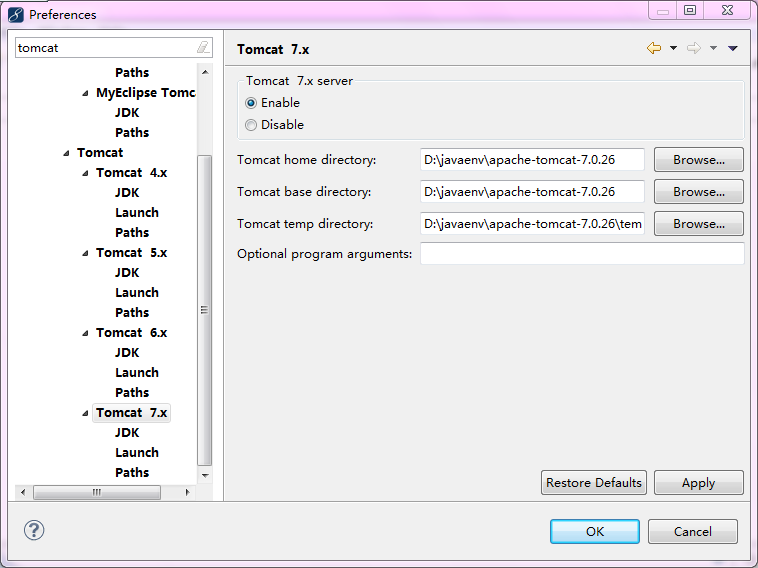 Preferences
tomcat
Paths
MyEclipse Tomc
JDK
Paths
Tomcat
Tomcat 4.x
JDK
Launch
Paths
Tomcat 5.x
JDK
Launch
Paths
Tomcat 6.x
JDK
Launch
Paths
Tomcat 7.x
JDK
Launch
Paths
Tomcat 7.x
Tomcat 7.x server
Enable
Disable
Tomcat home directory: D:\javaenv\apache-tomcat-7.0.26 Browse...
Tomcat base directory: D:\javaenv\apache-tomcat-7.0.26 Browse...
Tomcat temp directory: D:\javaenv\apache-tomcat-7.0.26\tem Browse...
Optional program arguments:
Restore Defaults Apply
? OK Cancel